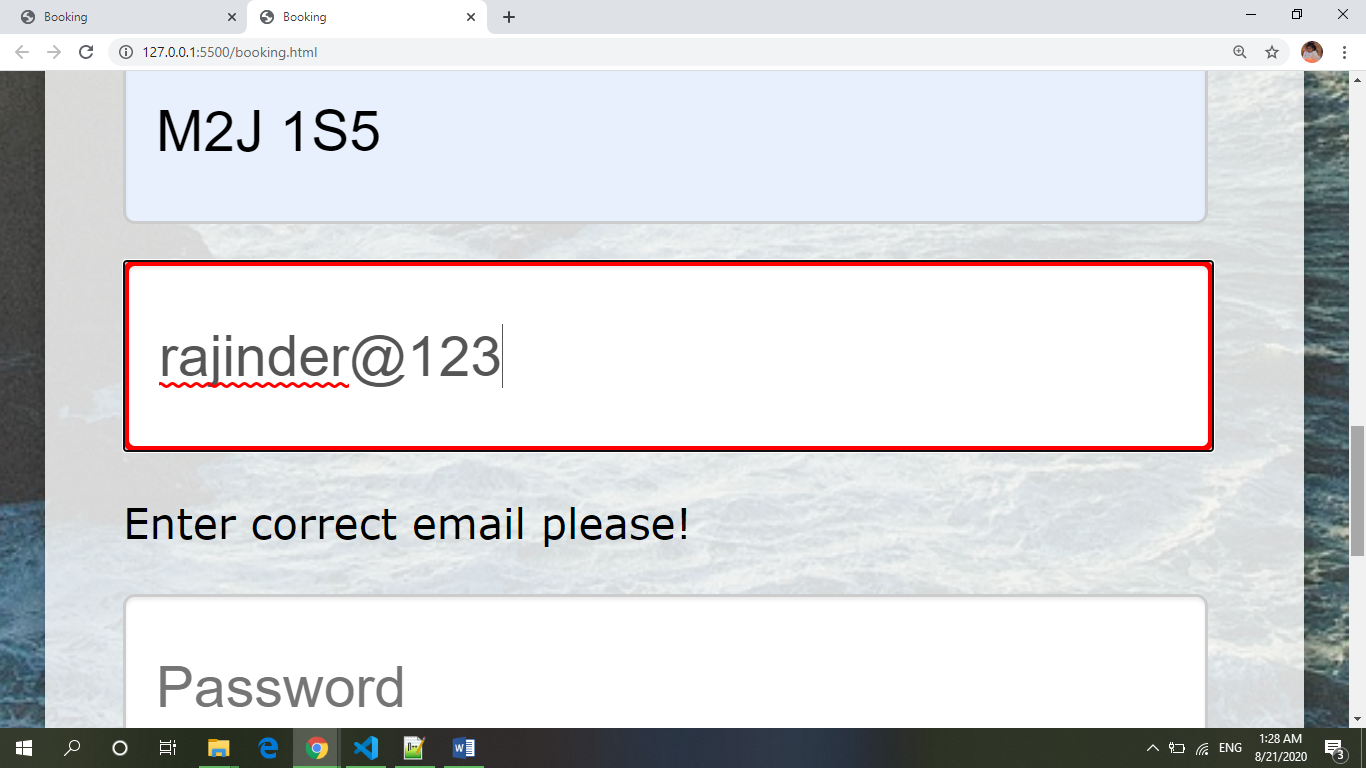 Booking
Booking
127.0.0.1:5500/booking.html
M2J 1S5
rajinder@123
Enter correct email please!
Password
ENG
1:28 AM
8/21/2020
3